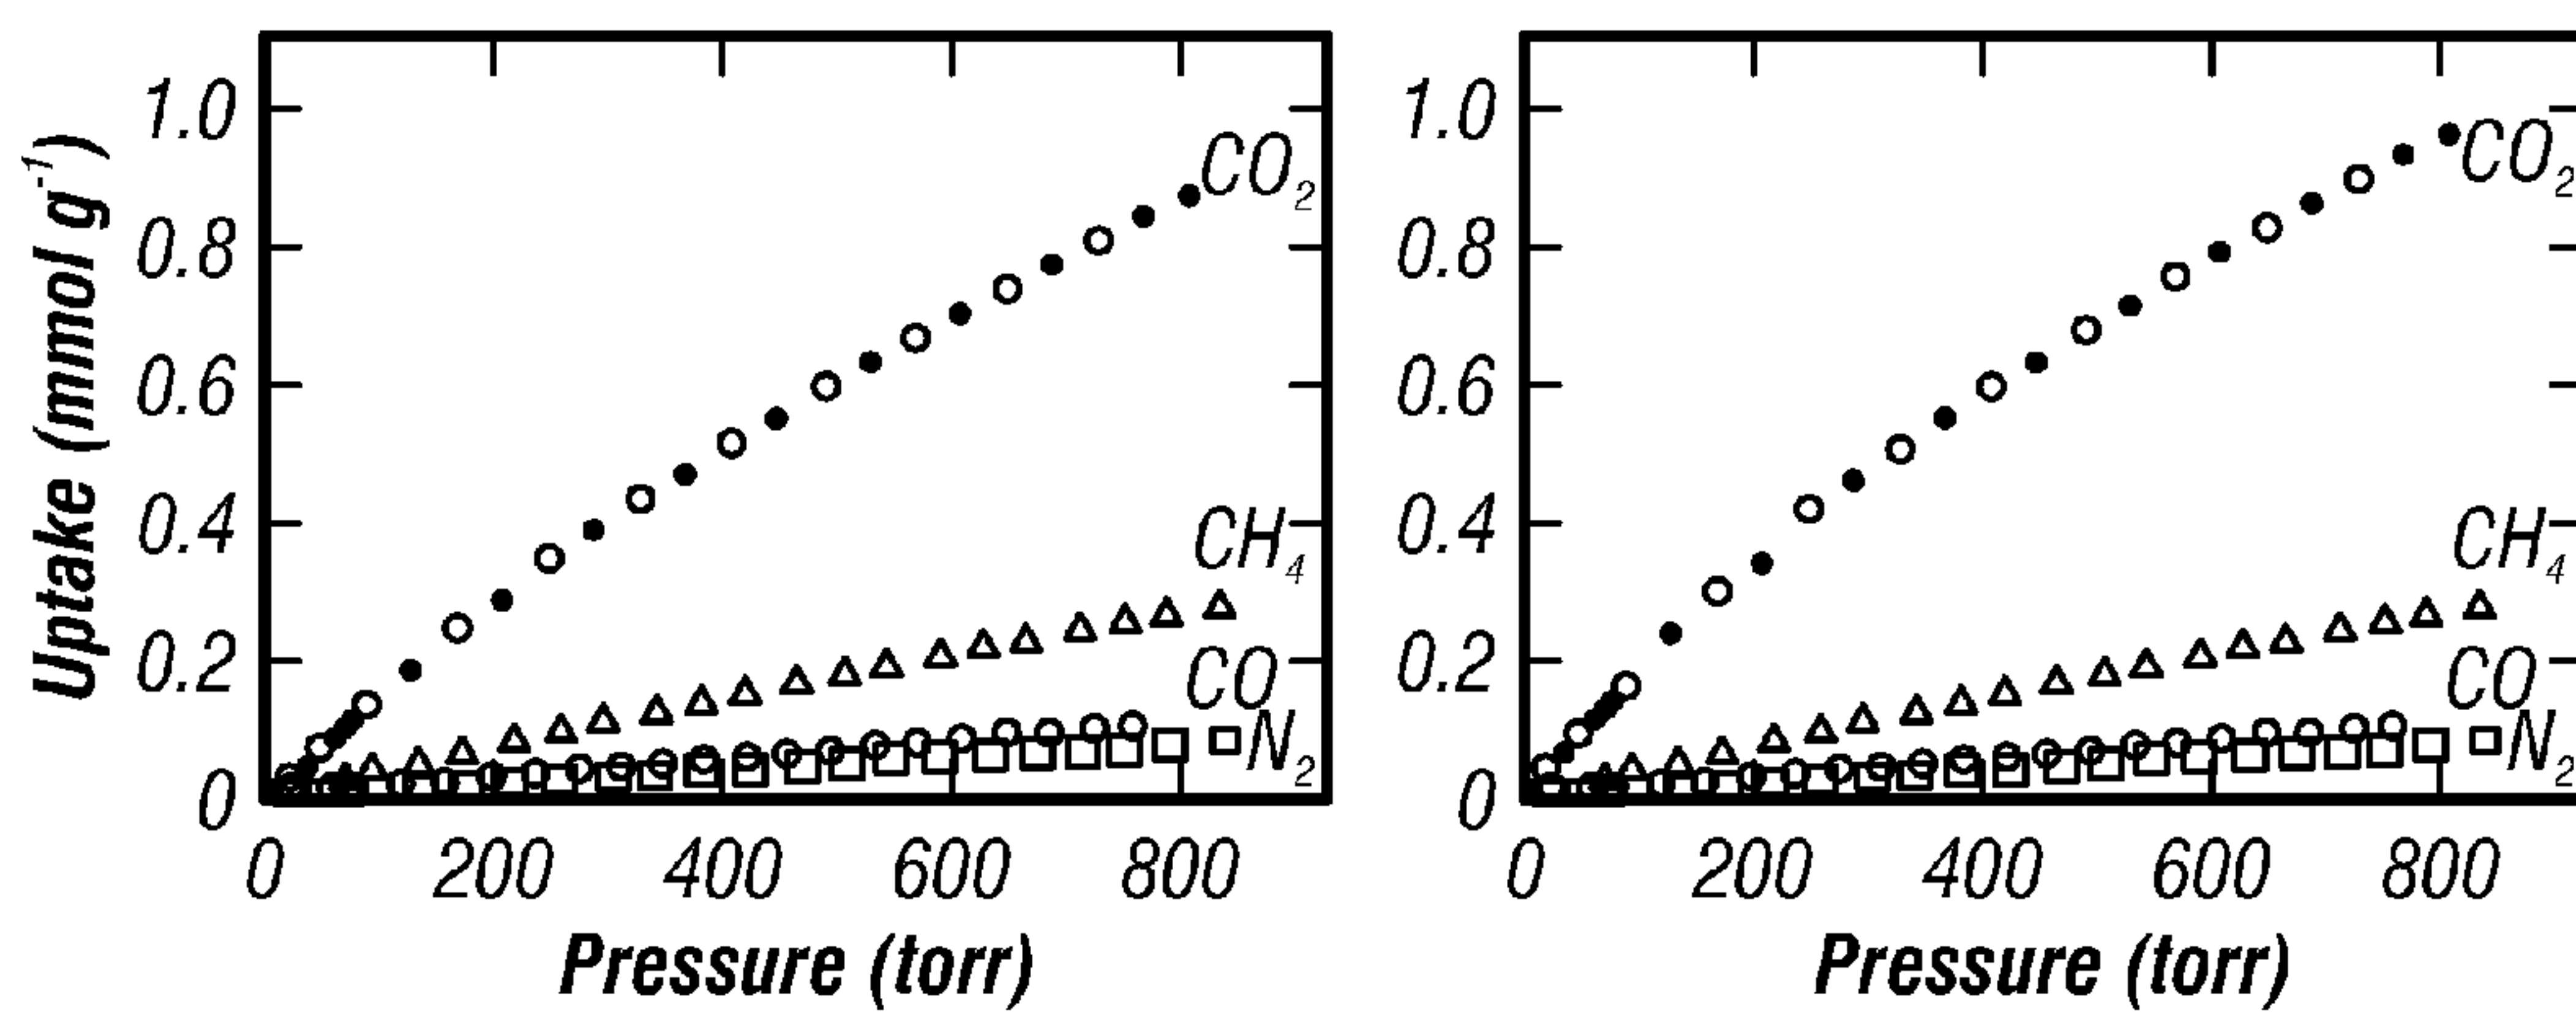 Uptake (mmol g⁻¹)
1.0
0.8
0.6
0.4
0.2
0
CO₂
CH₄
CO
N₂
0 200 400 600 800
Pressure (torr)
1.0
0.8
0.6
0.4
0.2
0
CO₂
CH₄
CO
N₂
0 200 400 600 800
Pressure (torr)